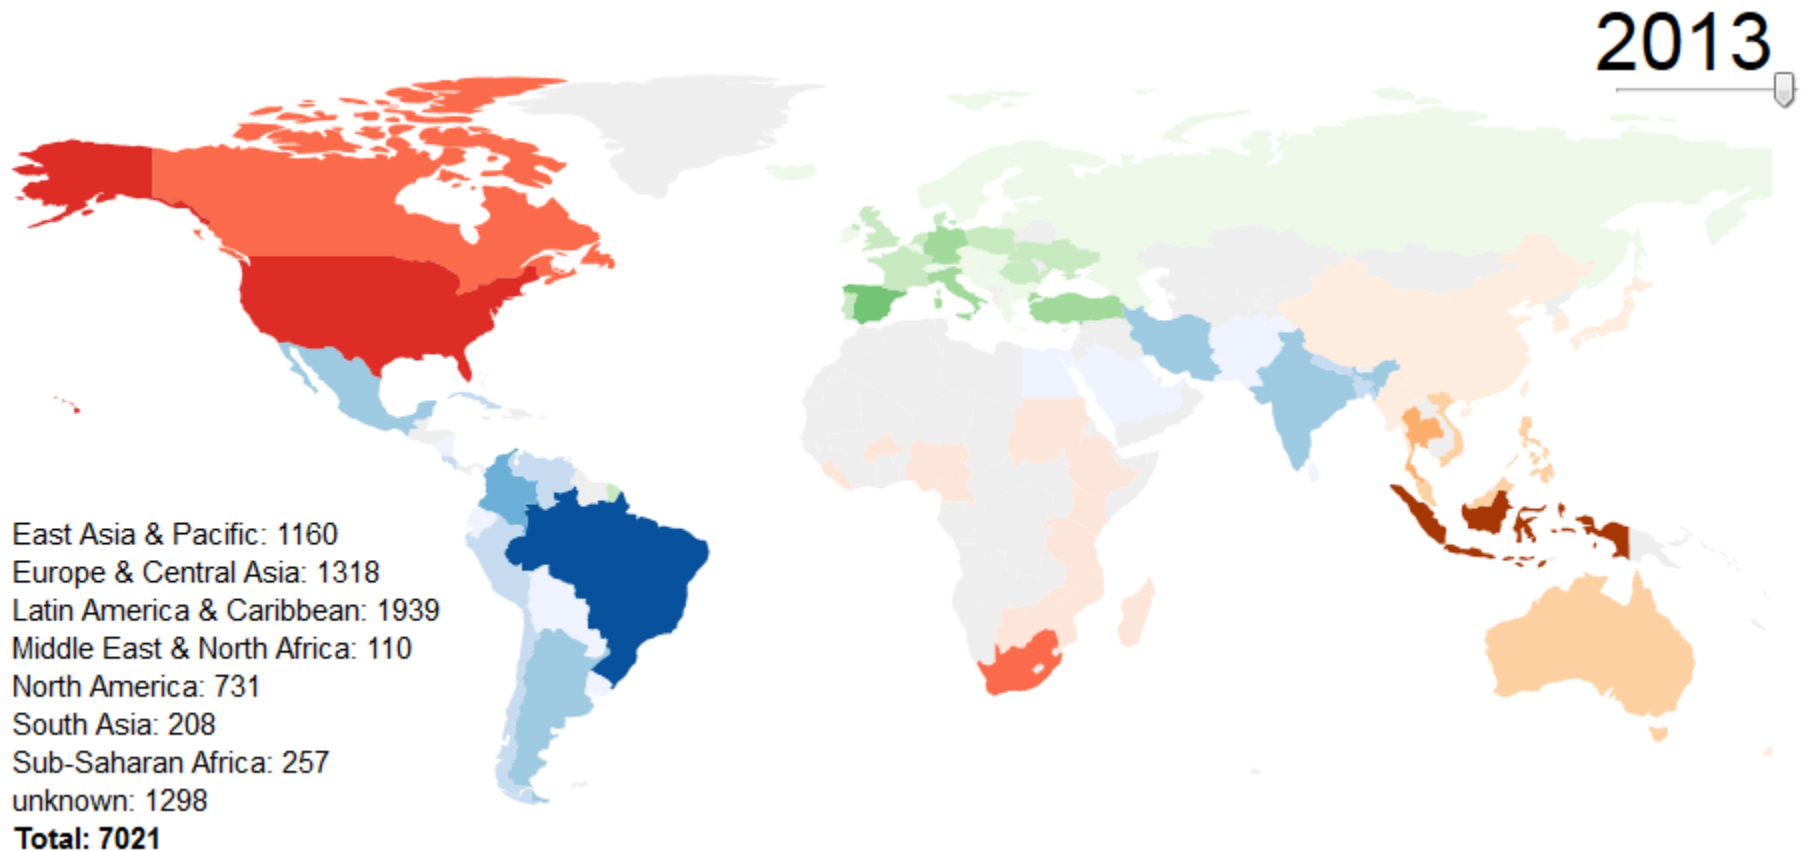 2013
East Asia & Pacific: 1160
Europe & Central Asia: 1318
Latin America & Caribbean: 1939
Middle East & North Africa: 110
North America: 731
South Asia: 208
Sub-Saharan Africa: 257
unknown: 1298
Total: 7021